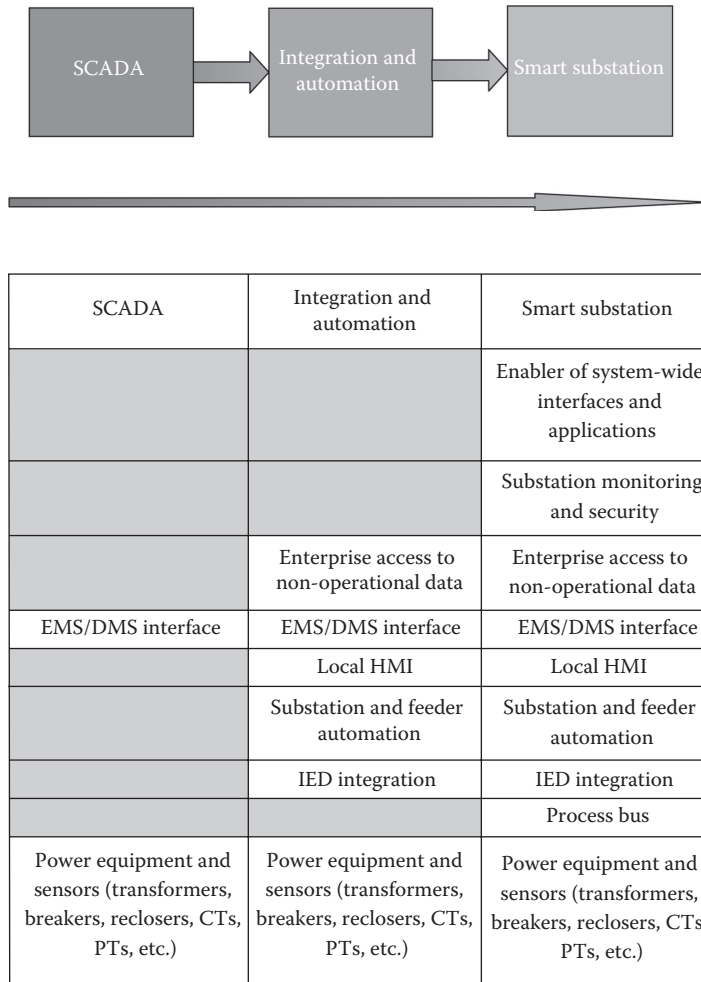 SCADA
Integration and
automation
Smart substation
SCADA
Integration and
automation
Smart substation
Enabler of system-wide
interfaces and
applications
Substation monitoring
and security
Enterprise access to
non-operational data
Enterprise access to
non-operational data
EMS/DMS interface
EMS/DMS interface
EMS/DMS interface
Local HMI
Local HMI
Substation and feeder
automation
Substation and feeder
automation
IED integration
IED integration
Process bus
Power equipment and
sensors (transformers,
breakers, reclosers, CTs,
PTs, etc.)
Power equipment and
sensors (transformers,
breakers, reclosers, CTs,
PTs, etc.)
Power equipment and
sensors (transformers,
breakers, reclosers, CTs
PTs, etc.)